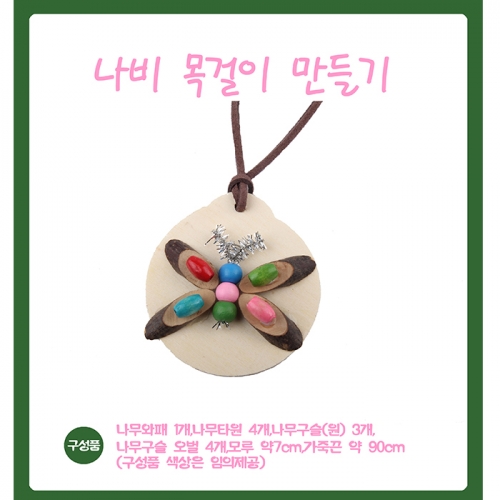 나비 목걸이 만들기
구성품
나무와패 1개,나무타원 4개,나무구슬(원) 3개,
나무구슬 오벌 4개,모루 약7cm,가죽끈 약 90cm
(구성품 색상은 임의제공)